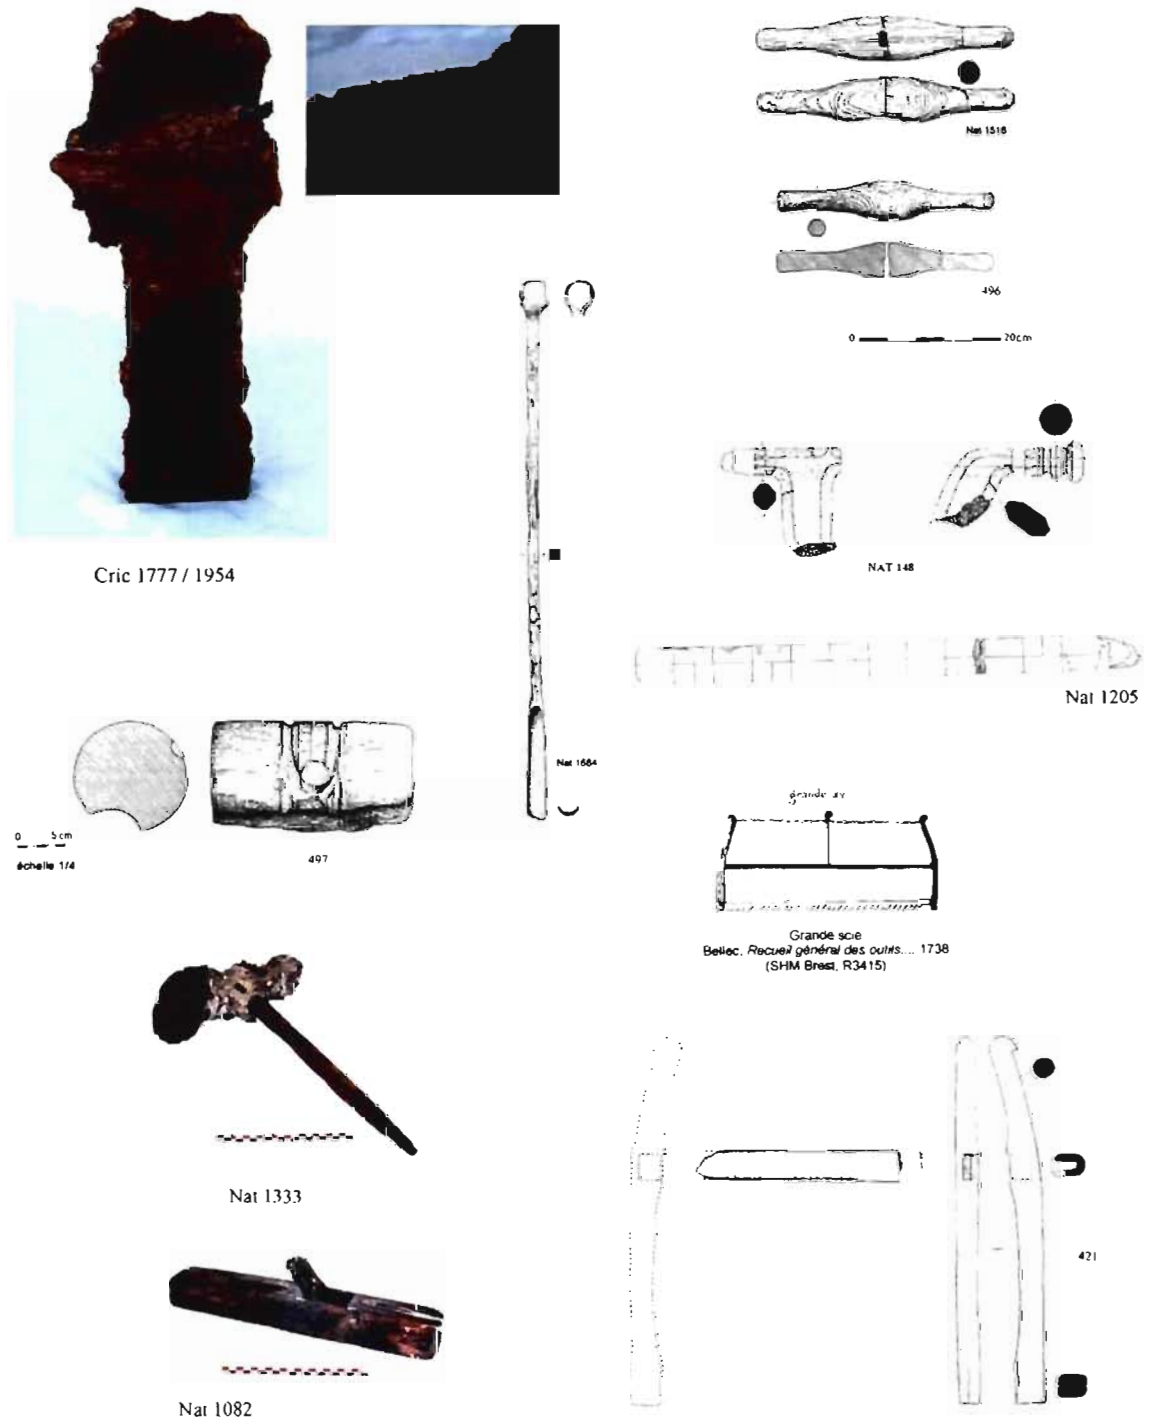 Nat 1516
496
0 20cm
Cric 1777 / 1954
NAT 148
Nat 1205
Nat 1684
0 5cm
échelle 1/4
497
Grande scie
Bellec, Recueil général des outils.... 1738
(SHM Brest, R3415)
Nat 1333
421
Nat 1082